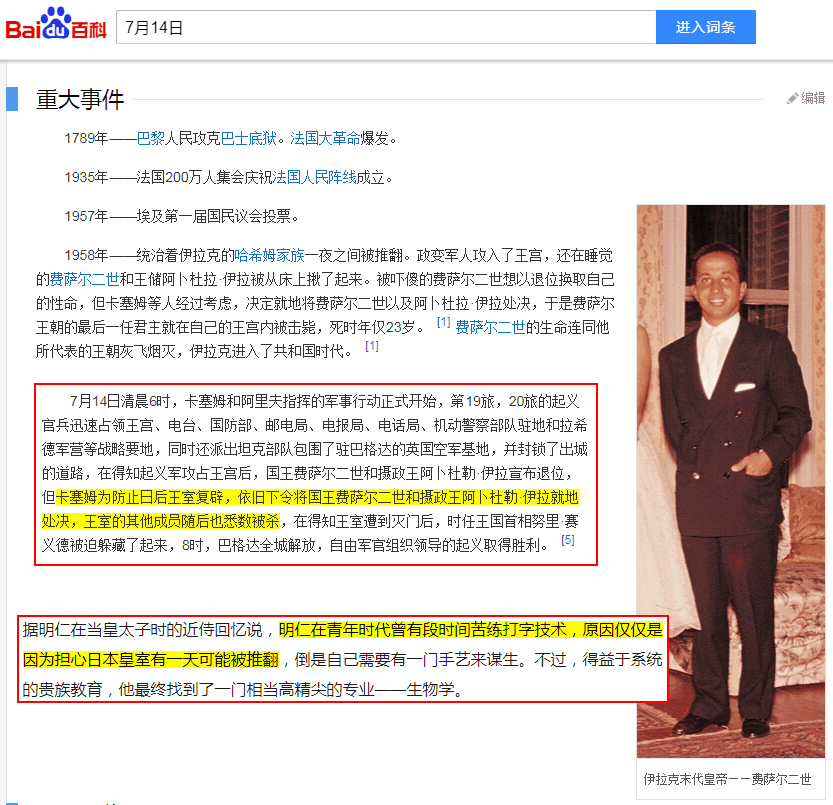 Bai du 百科
7月14日
进入词条
重大事件
编辑
1789年——巴黎人民攻克巴士底狱。法国大革命爆发。
1935年——法国200万人集会庆祝法国人民阵线成立。
1957年——埃及第一届国民议会投票。
1958年——统治着伊拉克的哈希姆家族一夜之间被推翻。政变军人攻入了王宫，还在睡觉
的费萨尔二世和王储阿卜杜拉·伊拉被从床上揪了起来。被吓傻的费萨尔二世想以退位换取自己
的性命，但卡塞姆等人经过考虑，决定就地将费萨尔二世以及阿卜杜拉·伊拉处决，于是费萨尔
王朝的最后一任君主就在自己的王宫内被击毙，死时年仅23岁。 [1] 费萨尔二世的生命连同他
所代表的王朝灰飞烟灭，伊拉克进入了共和国时代。 [1]
7月14日清晨6时，卡塞姆和阿里夫指挥的军事行动正式开始，第19旅，20旅的起义
官兵迅速占领王宫、电台、国防部、邮电局、电报局、电话局、机动警察部队驻地和拉希
德军营等战略要地，同时还派出坦克部队包围了驻巴格达的英国空军基地，并封锁了出城
的道路，在得知起义军攻占王宫后，国王费萨尔二世和摄政王阿卜杜勒·伊拉宣布退位，
但卡塞姆为防止日后王室复辟，依旧下令将国王费萨尔二世和摄政王阿卜杜勒·伊拉就地
处决，王室的其他成员随后也悉数被杀，在得知王室遭到灭门后，时任王国首相努里·赛
义德被迫躲藏了起来，8时，巴格达全城解放，自由军官组织领导的起义取得胜利。 [5]
据明仁在当皇太子时的近侍回忆说，明仁在青年时代曾有段时间苦练打字技术，原因仅仅是
因为担心日本皇室有一天可能被推翻，倒是自己需要有一门手艺来谋生。不过，得益于系统
的贵族教育，他最终找到了一门相当高精尖的专业——生物学。
伊拉克末代皇帝——费萨尔二世